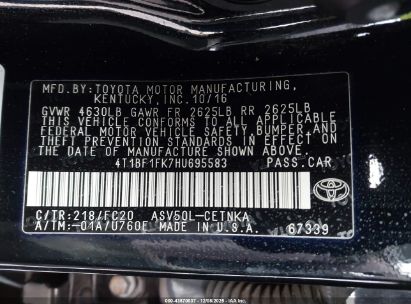 MFD.BY:TOYOTA MOTOR MANUFACTURING,
KENTUCKY,INC.10/16
GVWR 4630LB GAWR FR 2625LB RR 2625LB
THIS VEHICLE CONFORMS TO ALL APPLICABLE
FEDERAL MOTOR VEHICLE SAFETY, BUMPER, AND
THEFT PREVENTION STANDARDS IN EFFECT ON
THE DATE OF MANUFACTURE SHOWN ABOVE.
4T1BF1FK7HU695583 PASS.CAR
C/TR:218/FC20 ASV50L-CETNKA
A/TM:-01A/U760E MADE IN U.S.A. 67339
TOYOTA